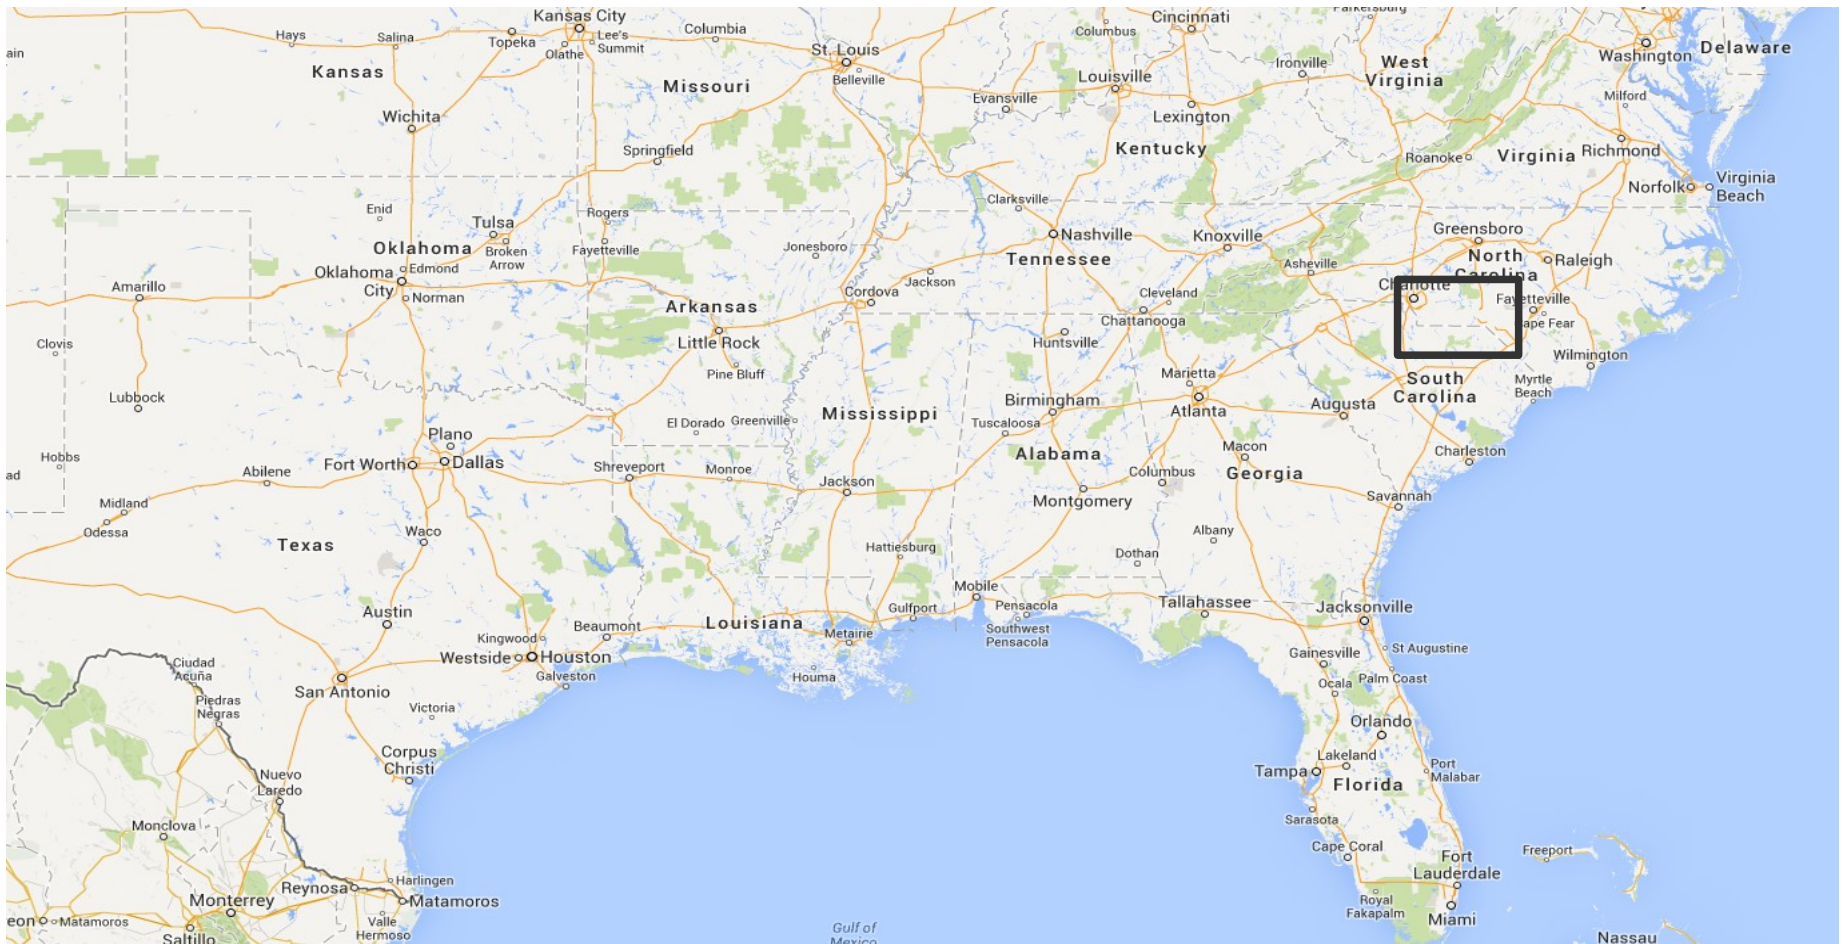 Kansas City
Cincinnati
Parkersburg
Hays
Salina
Topeka
Lee's
Summit
Olathe
Columbia
St. Louis
Belleville
Columbus
Washington
Delaware
ain
Kansas
Missouri
Louisville
Ironville
West
Virginia
Evansville
Lexington
Milford
Wichita
Springfield
Kentucky
Roanoke
Virginia
Richmond
Norfolk
Virginia
Beach
Enid
Tulsa
Rogers
Clarksville
Oklahoma
Broken
Arrow
Fayetteville
Jonesboro
Nashville
Knoxville
Greensboro
Tennessee
North
Carolina
Raleigh
Oklahoma
City
Edmond
Norman
Asheville
Amarillo
Jackson
Cordova
Cleveland
Charlotte
Fayetteville
Arkansas
Chattanooga
Cape Fear
Little Rock
Huntsville
Clovis
Wilmington
Pine Bluff
Marietta
South
Carolina
Myrtle
Beach
Lubbock
Birmingham
Atlanta
Augusta
El Dorado
Greenville
Mississippi
Tuscaloosa
Plano
Alabama
Macon
Charleston
Hobbs
ad
Abilene
Fort Worth
Dallas
Shreveport
Monroe
Columbus
Georgia
Jackson
Montgomery
Savannah
Midland
Odessa
Waco
Albany
Texas
Hattiesburg
Dothan
Mobile
Austin
Gulfport
Pensacola
Tallahassee
Jacksonville
Kingwood
Beaumont
Louisiana
Metairie
Southwest
Pensacola
Westside
Houston
Gainesville
St Augustine
Ciudad
Acuña
Galveston
Houma
San Antonio
Ocala
Palm Coast
Piedras
Negras
Victoria
Orlando
Corpus
Christi
Lakeland
Tampa
Port
Malabar
Nuevo
Laredo
Florida
Monclova
Sarasota
Cape Coral
Freeport
Fort
Lauderdale
Reynosa
Harlingen
Monterrey
Matamoros
Royal
Fakapalm
Miami
eon
Matamoros
Valle
Hermoso
Saltillo
Gulf of
Mexico
Nassau